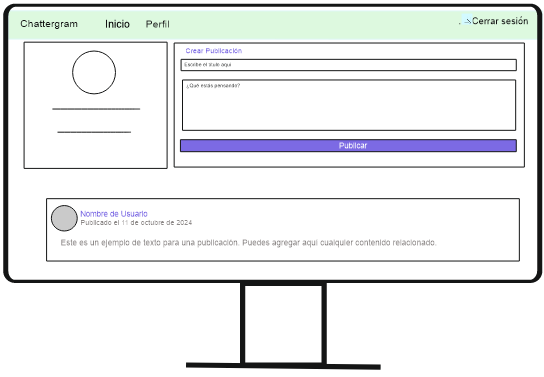 Chattergram Inicio Perfil Cerrar sesión
Crear Publicación
Escribe el titulo aqui
¿Qué estás pensando?
Publicar
Nombre de Usuario
Publicado el 11 de octubre de 2024
Este es un ejemplo de texto para una publicación. Puedes agregar aquí cualquier contenido relacionado.